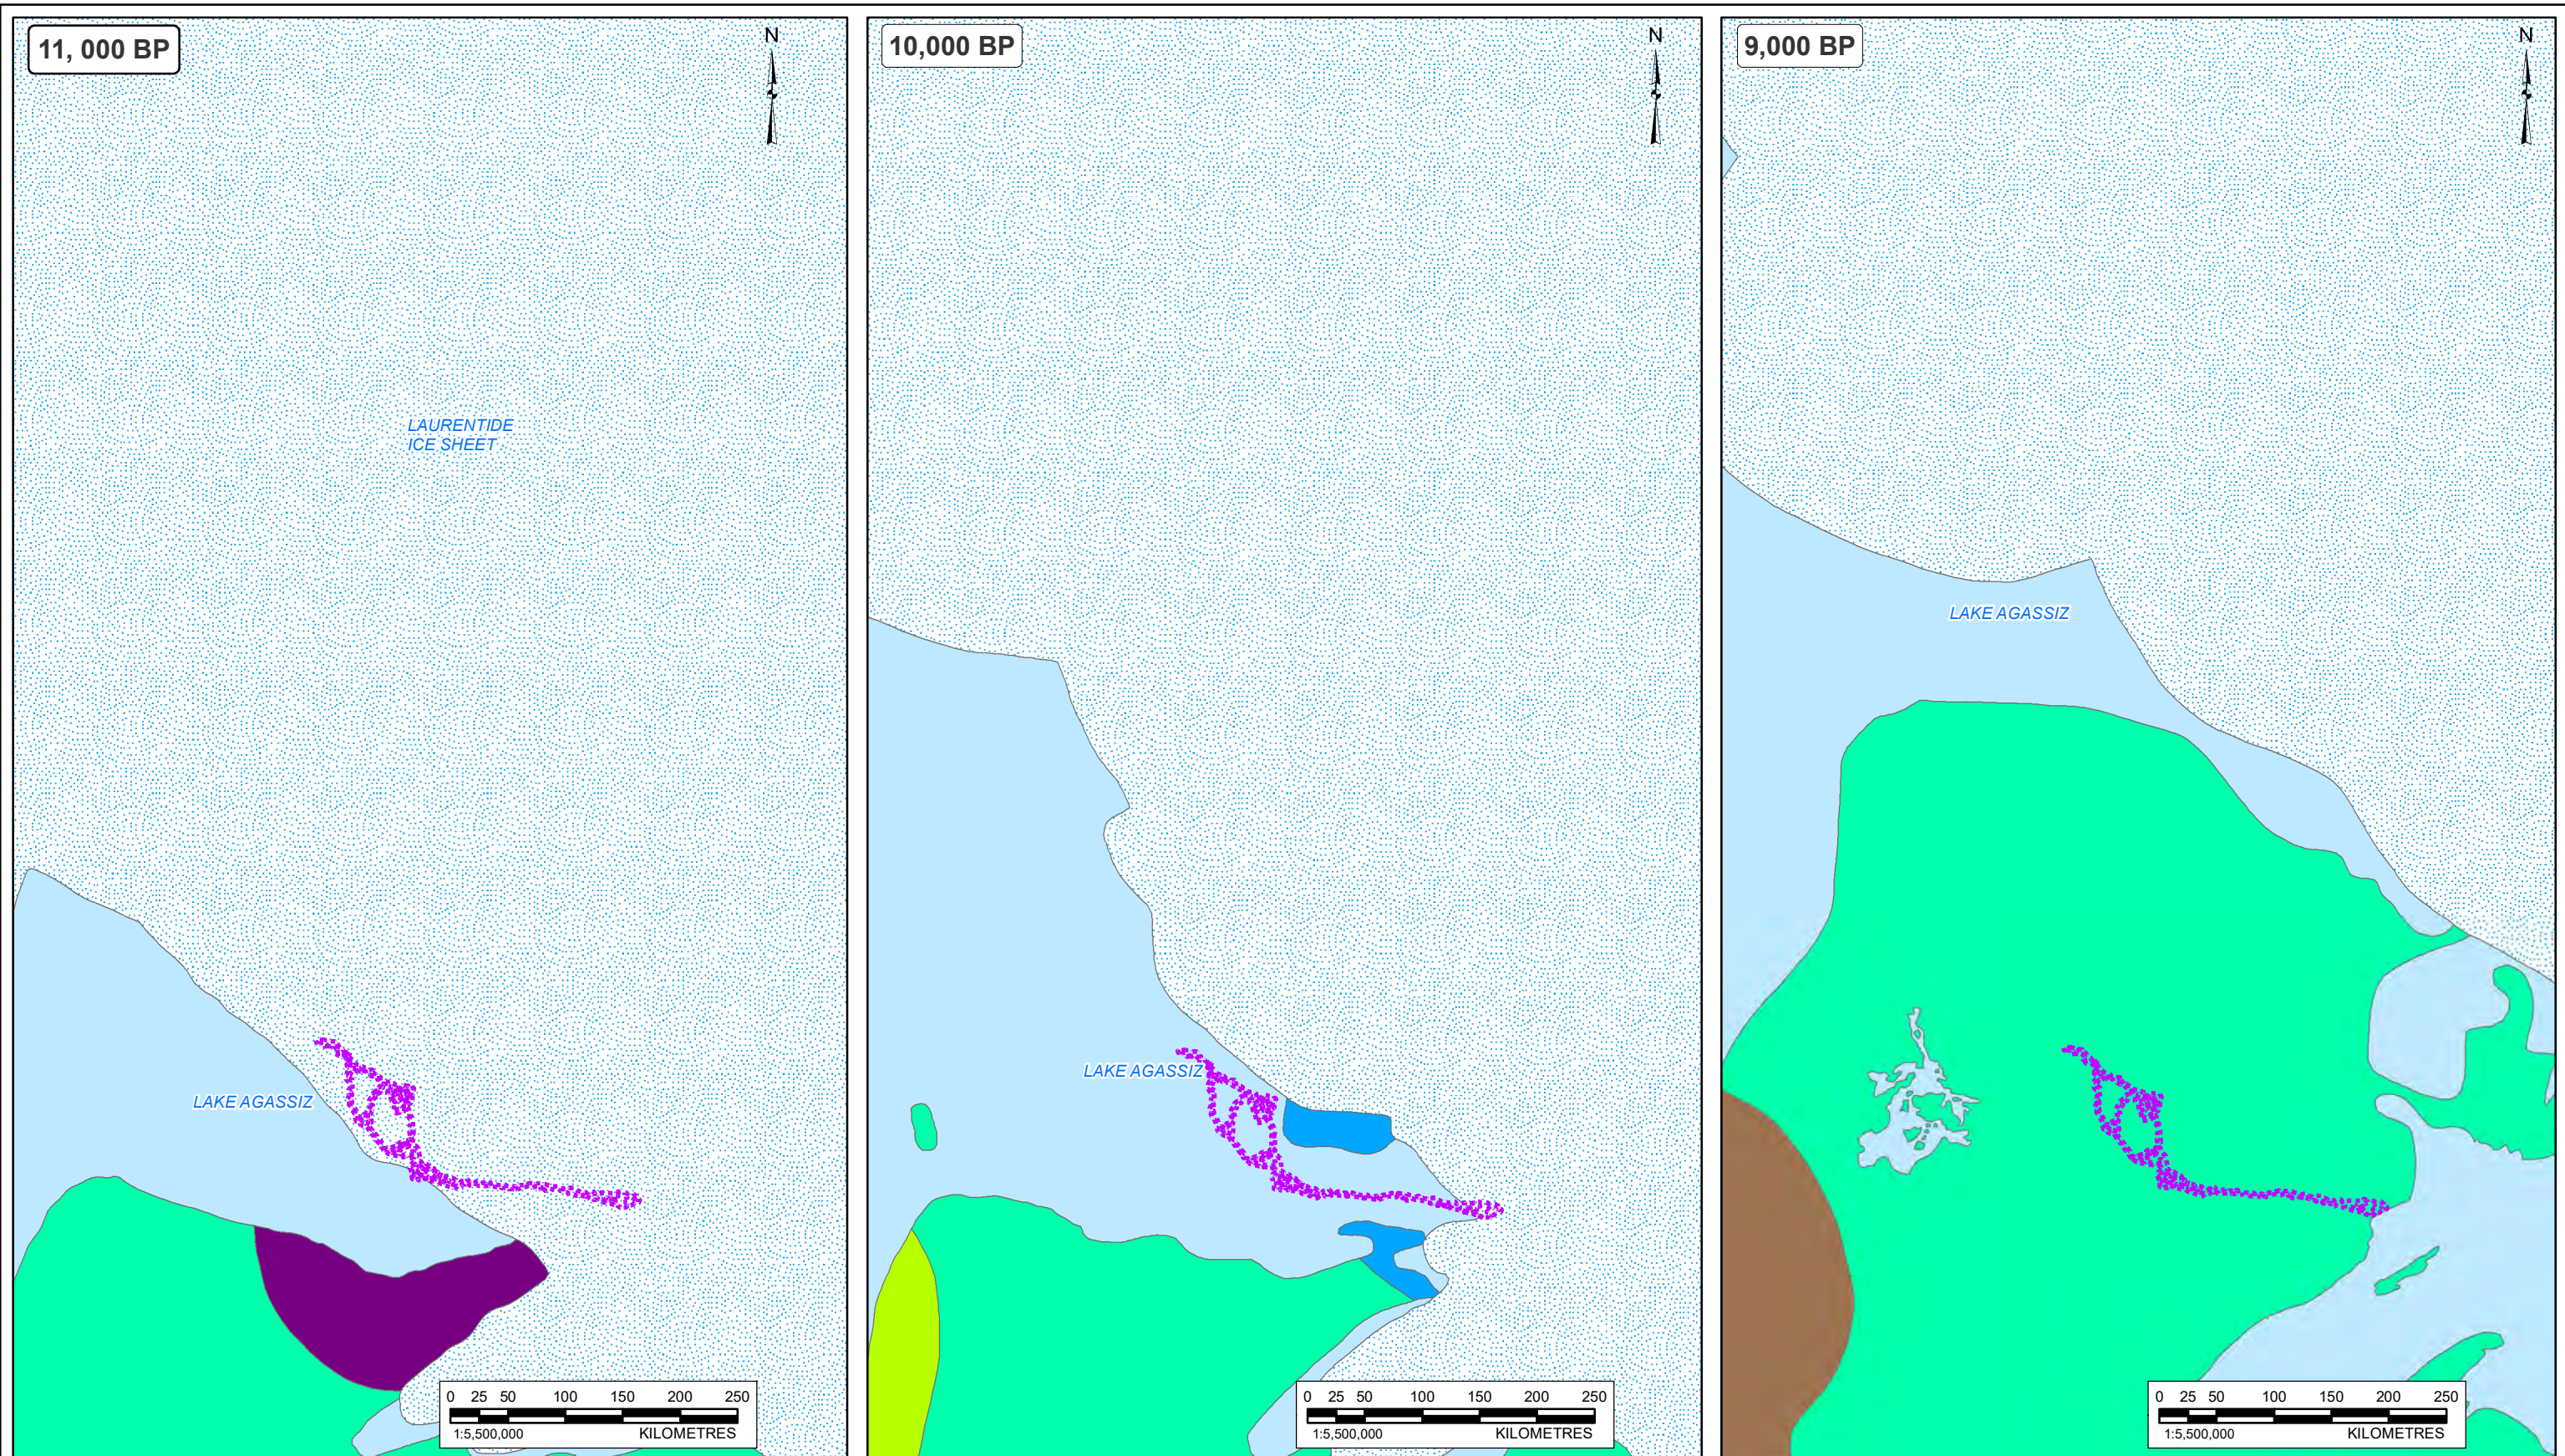 11, 000 BP
N
LAURENTIDE
ICE SHEET
LAKE AGASSIZ
0 25 50 100 150 200 250
1:5,500,000 KILOMETRES
10,000 BP
N
LAKE AGASSIZ
0 25 50 100 150 200 250
1:5,500,000 KILOMETRES
9,000 BP
N
LAKE AGASSIZ
0 25 50 100 150 200 250
1:5,500,000 KILOMETRES